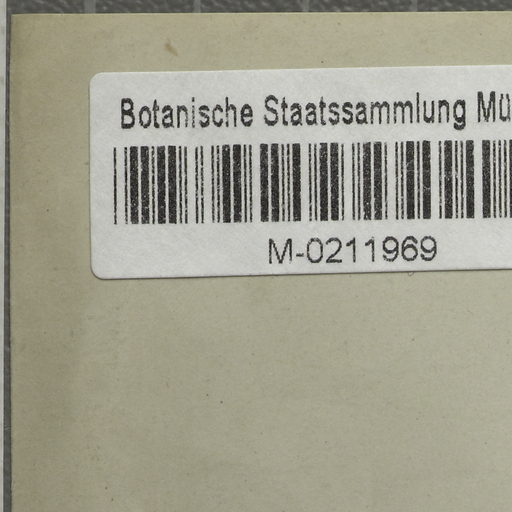 Botanische Staatssammlung Mü
M-0211969